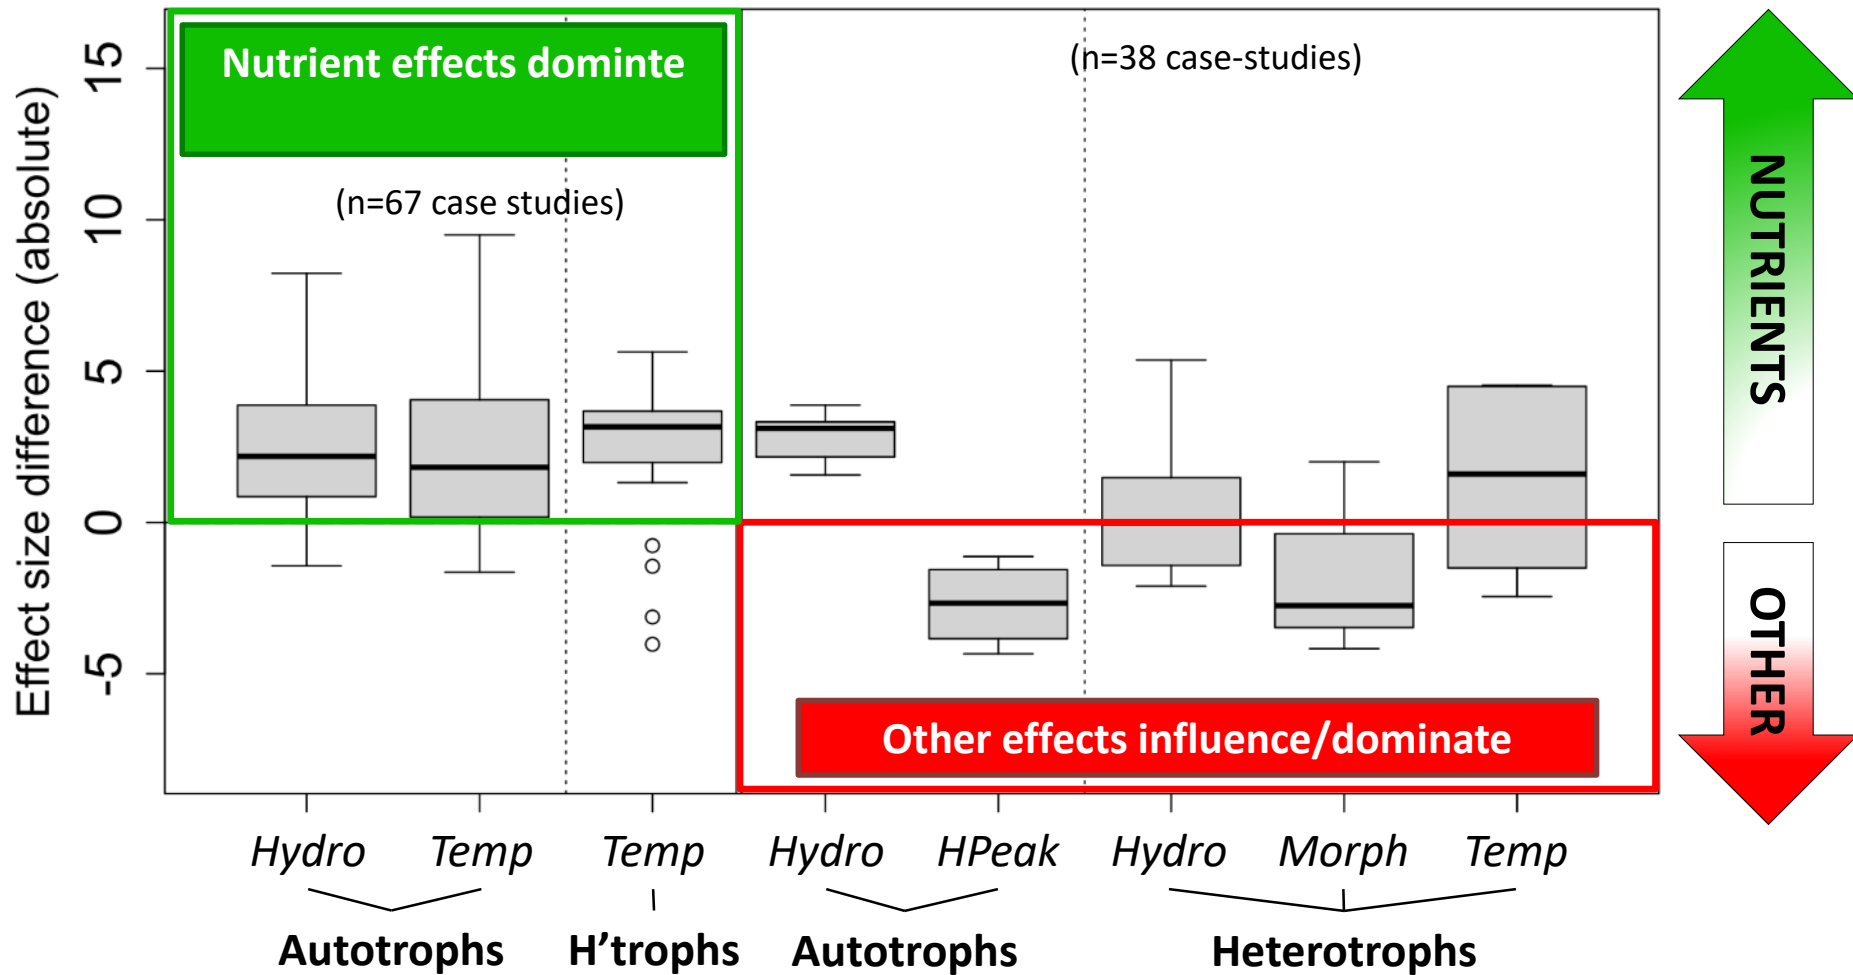 Effect size difference (absolute)
15
10
5
0
-5
Nutrient effects dominte
(n=67 case studies)
(n=38 case-studies)
Other effects influence/dominate
NUTRIENTS
OTHER
Hydro Temp Temp Hydro HPeak Hydro Morph Temp
Autotrophs H’trophs Autotrophs Heterotrophs